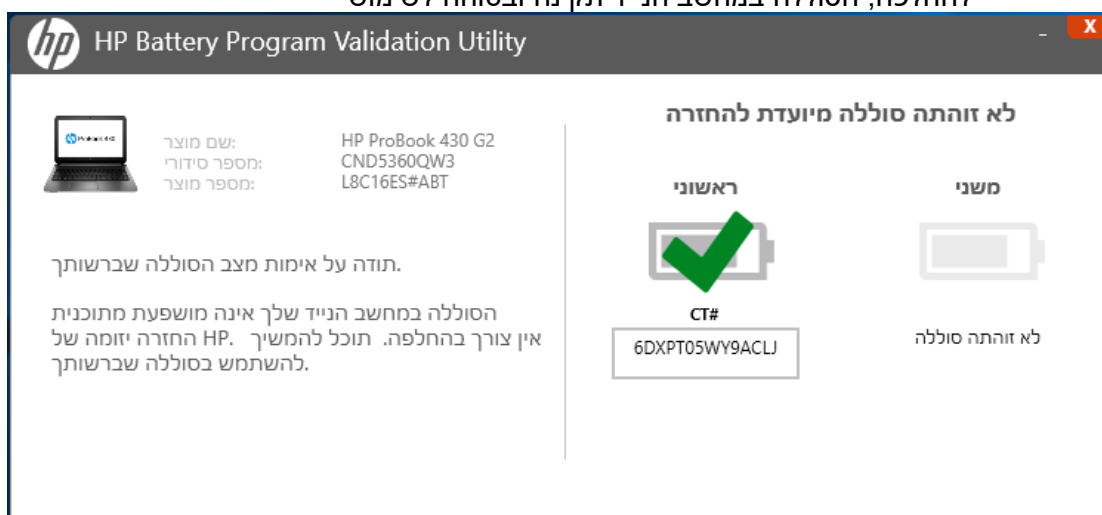 HP Battery Program Validation Utility
שם מוצר: HP ProBook 430 G2
מספר סידורי: CND5360QW3
מספר מוצר: L8C16ES#ABT
תודה על אימות מצב הסוללה שברשותך.
הסוללה במחשב הנייד שלך אינה מושפעת מתוכנית
החזרה יזומה של HP. אין צורך בהחלפה. תוכל להמשיך
להשתמש בסוללה שברשותך.
לא זוהתה סוללה מיועדת להחזרה
ראשוני
משני
CT#
6DXPT05WY9ACLJ
לא זוהתה סוללה